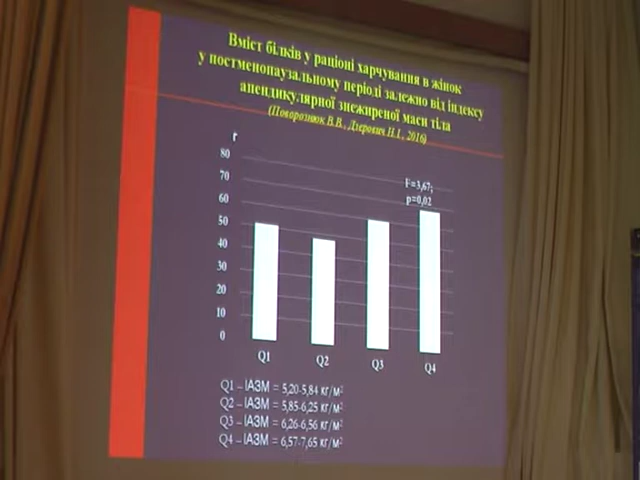 Вміст білків у раціоні харчування в жінок
у постменопаузальному періоді залежно від індексу
апендикулярної знежиреної маси тіла
(Поворознюк В.В., Дзерович Н.І., 2016)
г
80
70
60
50
40
30
20
10
0
F=3,67;
p=0,02
Q1 Q2 Q3 Q4
Q1 – ІАЗМ = 5,20-5,84 кг/м²
Q2 – ІАЗМ = 5,85-6,25 кг/м²
Q3 – ІАЗМ = 6,26-6,56 кг/м²
Q4 – ІАЗМ = 6,57-7,65 кг/м²